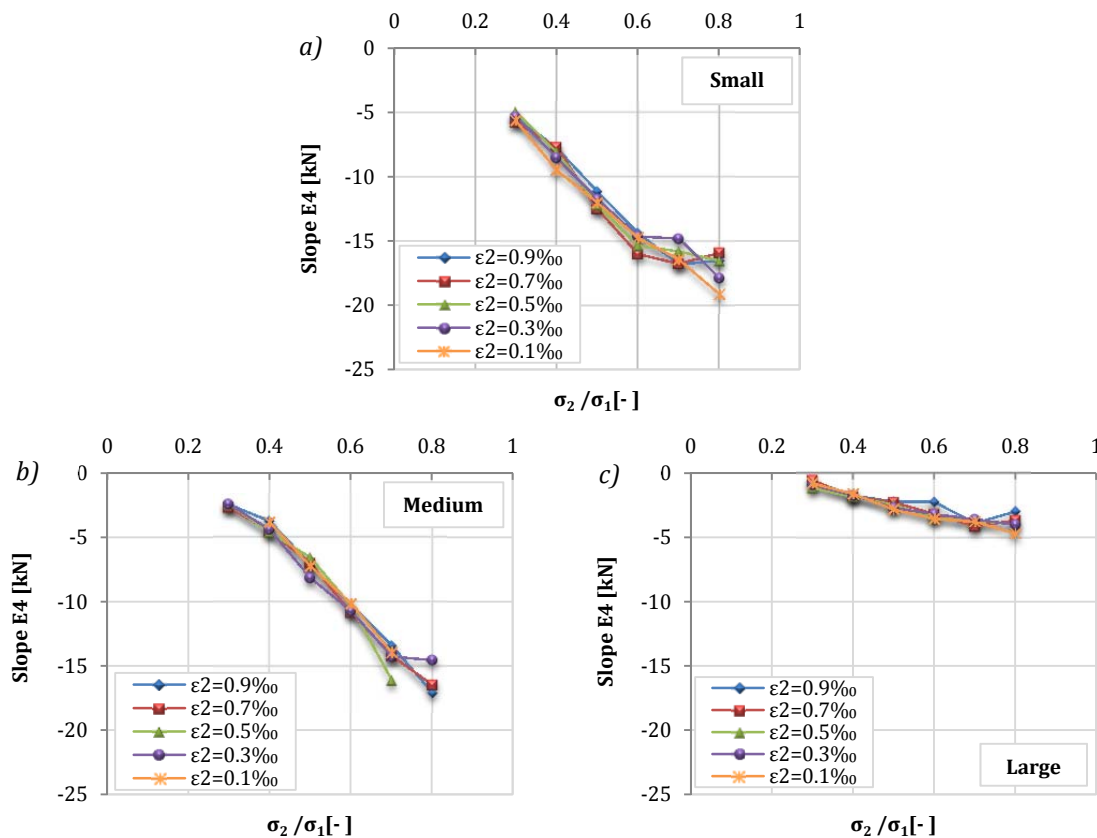 a)
0 0.2 0.4 0.6 0.8 1
0
-5
-10
-15
-20
-25
Slope E4 [kN]
Small
ε2=0.9‰
ε2=0.7‰
ε2=0.5‰
ε2=0.3‰
ε2=0.1‰
σ₂ /σ₁[- ]
b)
0 0.2 0.4 0.6 0.8 1
0
-5
-10
-15
-20
-25
Slope E4 [kN]
Medium
ε2=0.9‰
ε2=0.7‰
ε2=0.5‰
ε2=0.3‰
ε2=0.1‰
σ₂ /σ₁[- ]
c)
0 0.2 0.4 0.6 0.8 1
0
-5
-10
-15
-20
-25
Slope E4 [kN]
ε2=0.9‰
ε2=0.7‰
ε2=0.5‰
ε2=0.3‰
ε2=0.1‰
Large
σ₂ /σ₁[- ]